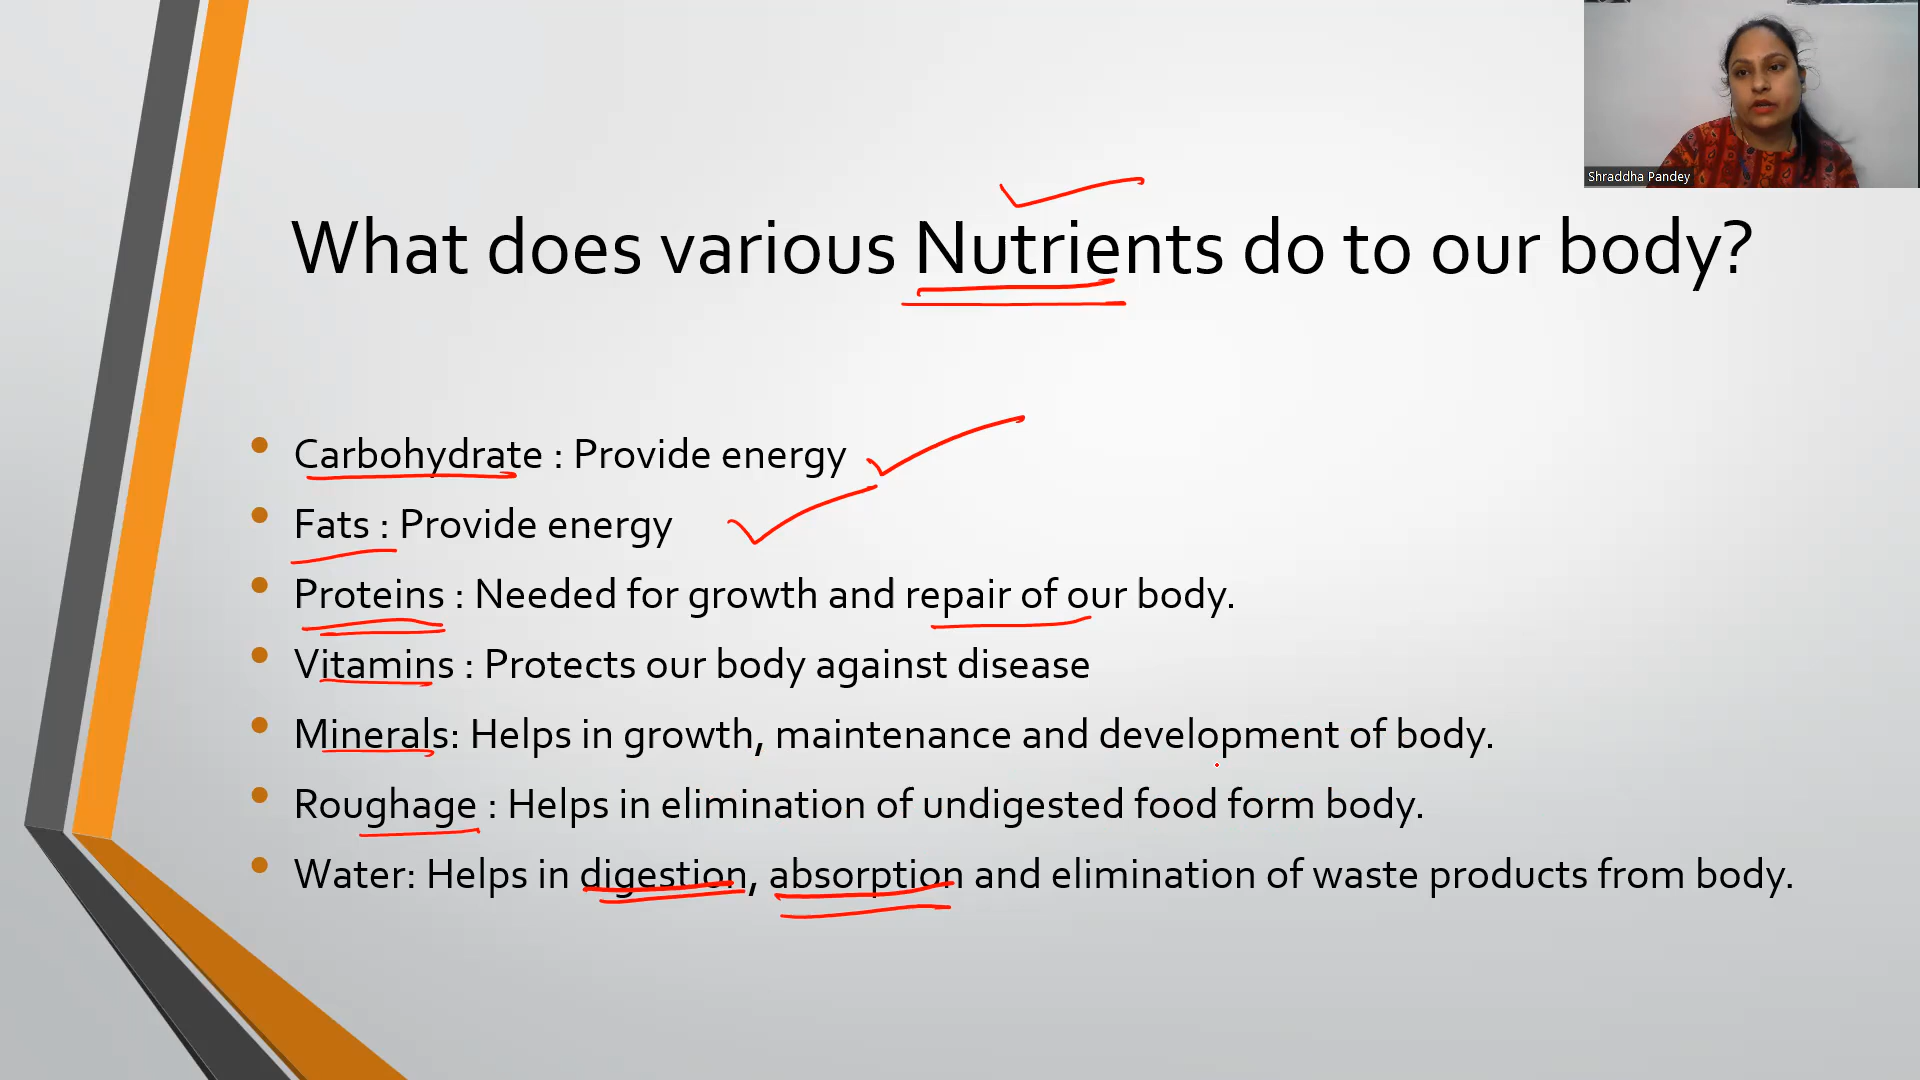 Shraddha Pandey
What does various Nutrients do to our body?
• Carbohydrate : Provide energy
• Fats : Provide energy
• Proteins : Needed for growth and repair of our body.
• Vitamins : Protects our body against disease
• Minerals: Helps in growth, maintenance and development of body.
• Roughage : Helps in elimination of undigested food form body.
• Water: Helps in digestion, absorption and elimination of waste products from body.